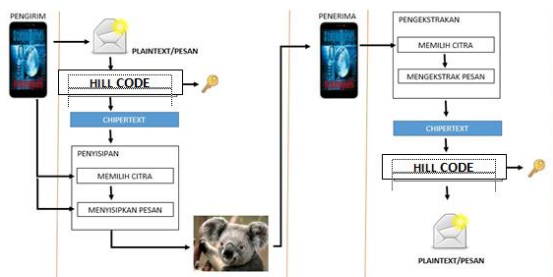 PENGIRIM
PLAINTEXT/PESAN
HILL CODE
CHIPERTEXT
PENYISIPAN
MEMILIH CITRA
MENYISIPKAN PESAN
PENERIMA
PENGEKSTRAKAN
MEMILIH CITRA
MENGEKSTRAK PESAN
CHIPERTEXT
HILL CODE
PLAINTEXT/PESAN